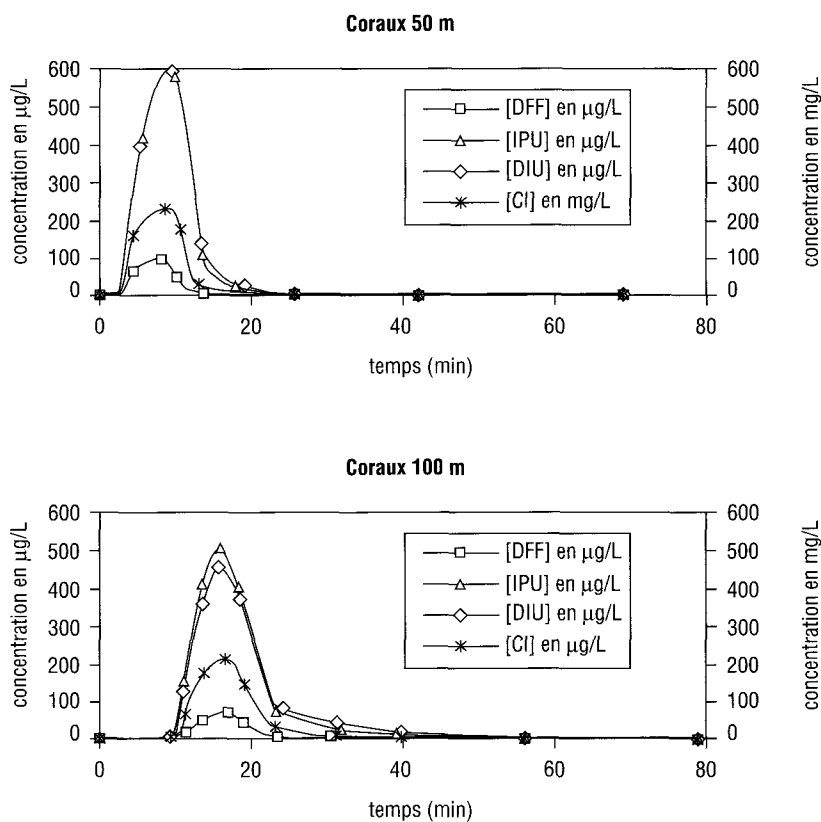 Coraux 50 m
concentration en µg/L
concentration en mg/L
600
500
400
300
200
100
0
600
500
400
300
200
100
0
[DFF] en µg/L
[IPU] en µg/L
[DIU] en µg/L
[Cl] en mg/L
0
20
40
60
80
temps (min)
Coraux 100 m
concentration en µg/L
concentration en mg/L
600
500
400
300
200
100
0
600
500
400
300
200
100
0
[DFF] en µg/L
[IPU] en µg/L
[DIU] en µg/L
[Cl] en µg/L
0
20
40
60
80
temps (min)